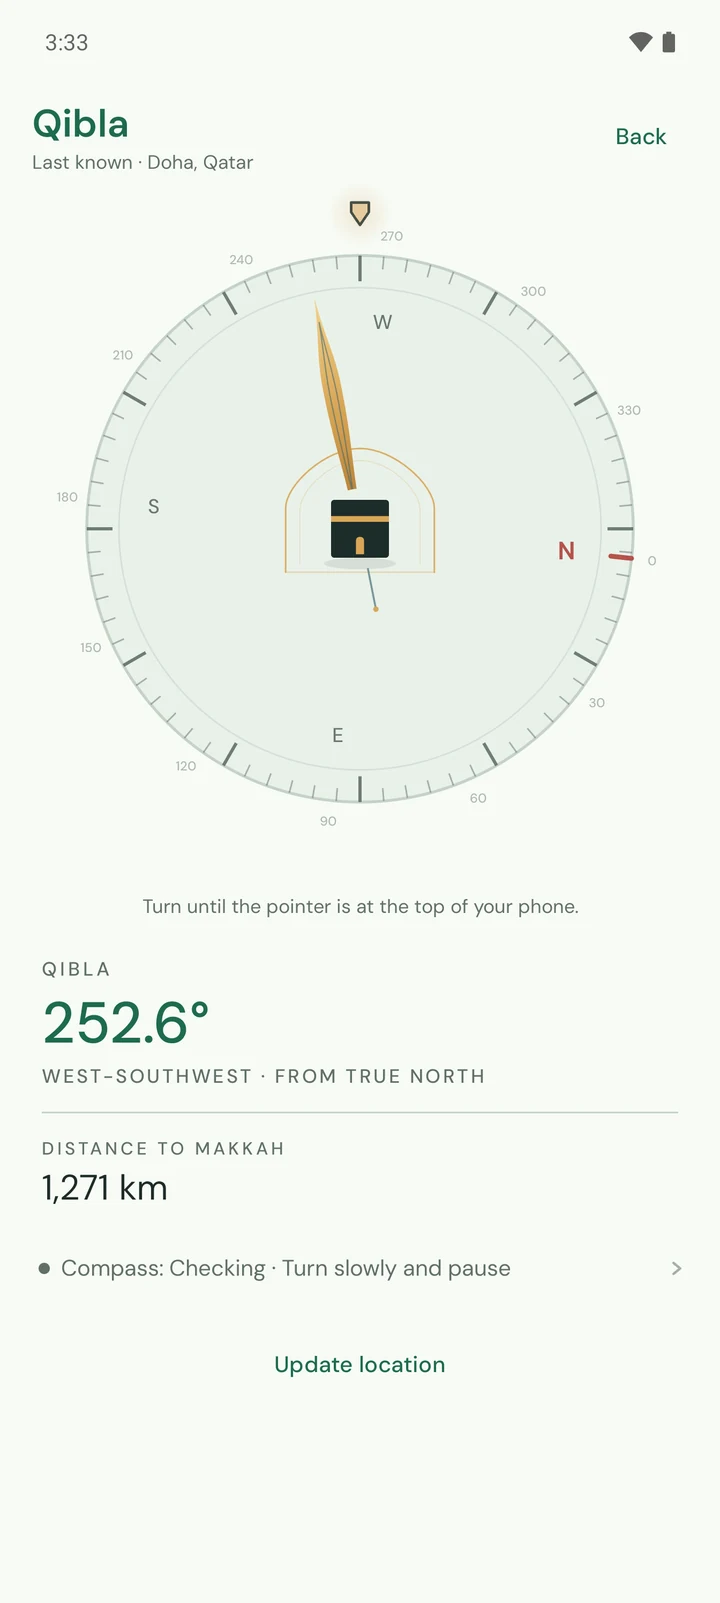 3:33
Qibla
Back
Last known · Doha, Qatar
270
240
300
W
210
330
180
S
N
0
150
30
E
120
60
90
Turn until the pointer is at the top of your phone.
QIBLA
252.6°
WEST-SOUTHWEST · FROM TRUE NORTH
DISTANCE TO MAKKAH
1,271 km
Compass: Checking · Turn slowly and pause
Update location